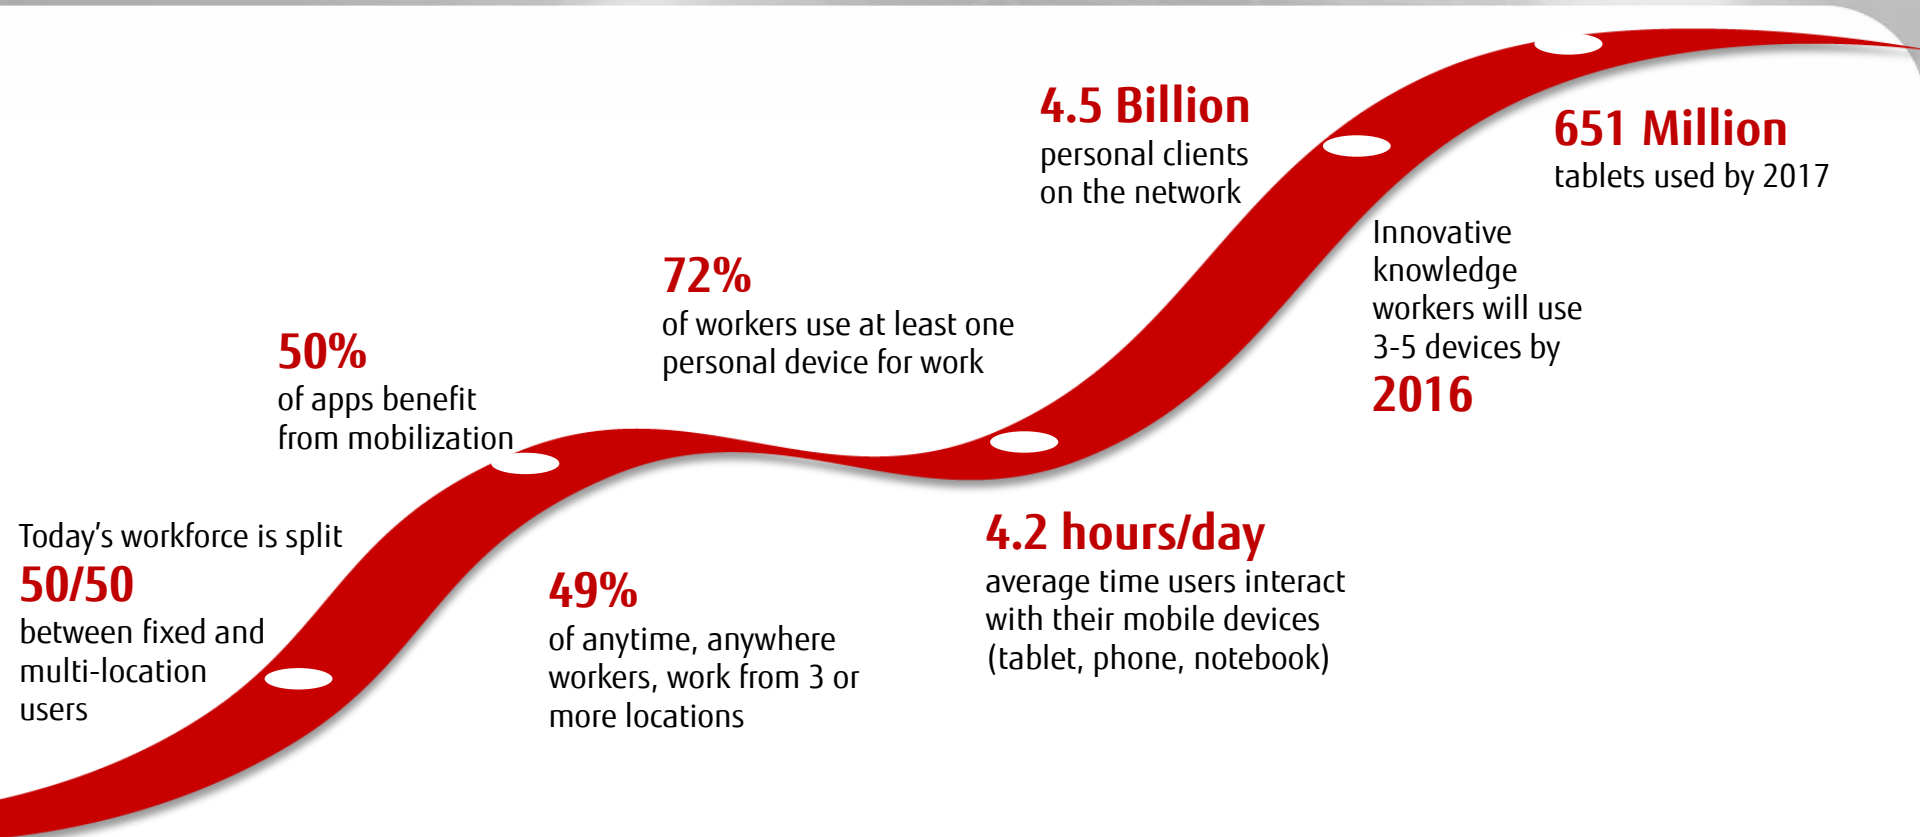 Today's workforce is split
50/50
between fixed and
multi-location
users
50%
of apps benefit
from mobilization
49%
of anytime, anywhere
workers, work from 3 or
more locations
72%
of workers use at least one
personal device for work
4.2 hours/day
average time users interact
with their mobile devices
(tablet, phone, notebook)
4.5 Billion
personal clients
on the network
Innovative
knowledge
workers will use
3-5 devices by
2016
651 Million
tablets used by 2017